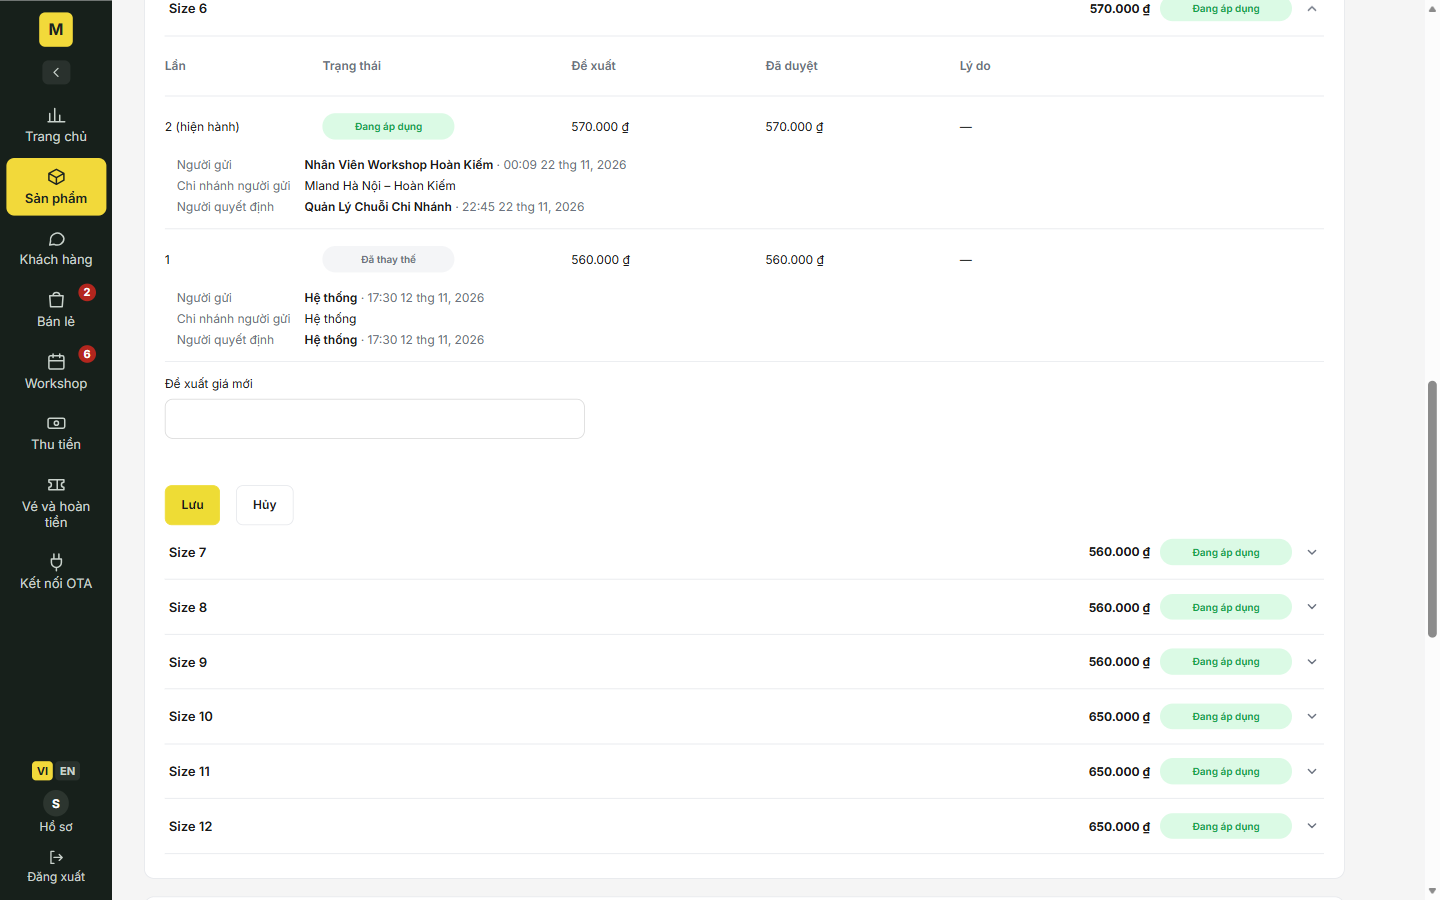 M
Trang chủ
Sản phẩm
Khách hàng
2
Bán lẻ
6
Workshop
Thu tiền
Vé và hoàn
tiền
Kết nối OTA
VI EN
S
Hồ sơ
Đăng xuất
Size 6 570.000 ₫ Đang áp dụng
Lần Trạng thái Đề xuất Đã duyệt Lý do
2 (hiện hành) Đang áp dụng 570.000 ₫ 570.000 ₫ —
Người gửi Nhân Viên Workshop Hoàn Kiếm · 00:09 22 thg 11, 2026
Chi nhánh người gửi Mland Hà Nội – Hoàn Kiếm
Người quyết định Quản Lý Chuỗi Chi Nhánh · 22:45 22 thg 11, 2026
1 Đã thay thế 560.000 ₫ 560.000 ₫ —
Người gửi Hệ thống · 17:30 12 thg 11, 2026
Chi nhánh người gửi Hệ thống
Người quyết định Hệ thống · 17:30 12 thg 11, 2026
Đề xuất giá mới
Lưu Hủy
Size 7 560.000 ₫ Đang áp dụng
Size 8 560.000 ₫ Đang áp dụng
Size 9 560.000 ₫ Đang áp dụng
Size 10 650.000 ₫ Đang áp dụng
Size 11 650.000 ₫ Đang áp dụng
Size 12 650.000 ₫ Đang áp dụng